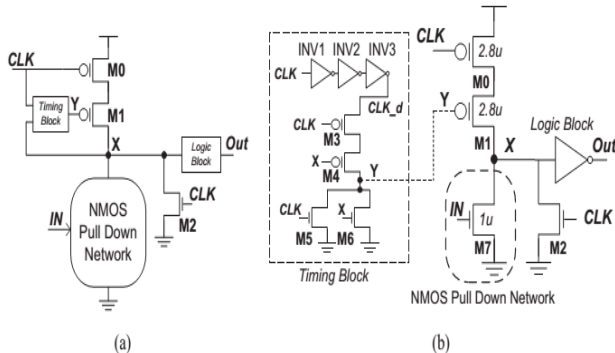 CLK
M0
Timing
Block
Y
M1
X
Logic
Block
Out
CLK
M2
IN
NMOS
Pull Down
Network
(a)
INV1 INV2 INV3
CLK
CLK_d
CLK
M3
X
M4
Y
CLK
M5
X
M6
Timing Block
CLK
2.8u
M0
Y
2.8u
M1
X
Logic Block
Out
IN
1u
M7
CLK
M2
NMOS Pull Down Network
(b)